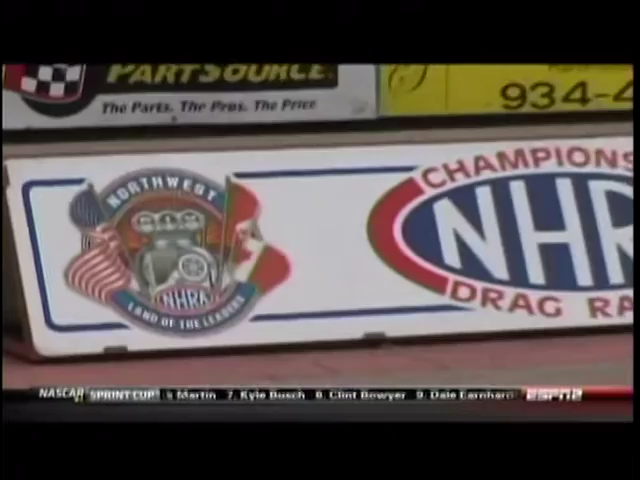 PARTSOURCE.
The Parts. The Pros. The Price
934-4
NORTHWEST
NHRA
LAND OF THE LEADERS
CHAMPIONS
NHR
DRAG RA
NASCAR SPRINT CUP Martin 7. Kyle Busch 8. Clint Bowyer 9. Dale Earnhard ESPN2